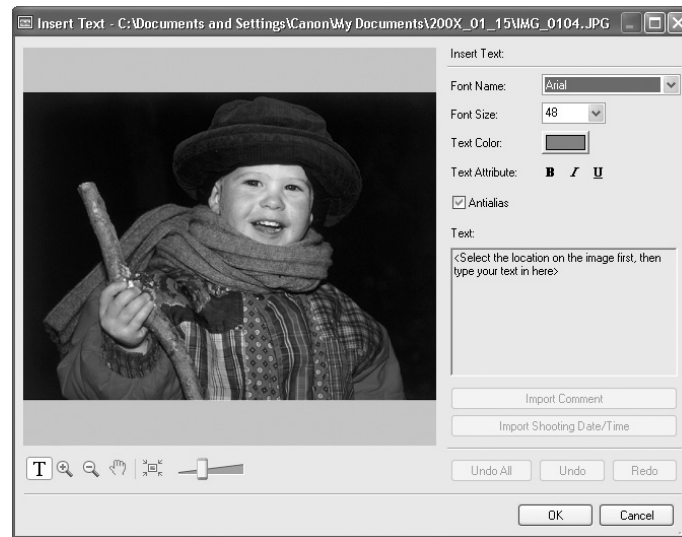 Insert Text - C:\Documents and Settings\Canon\My Documents\200X_01_15\IMG_0104.JPG
Insert Text:
Font Name: Arial
Font Size: 48
Text Color:
Text Attribute: B I U
Antialias
Text:
<Select the location on the image first, then
type your text in here>
Import Comment
Import Shooting Date/Time
T
Undo All Undo Redo
OK Cancel